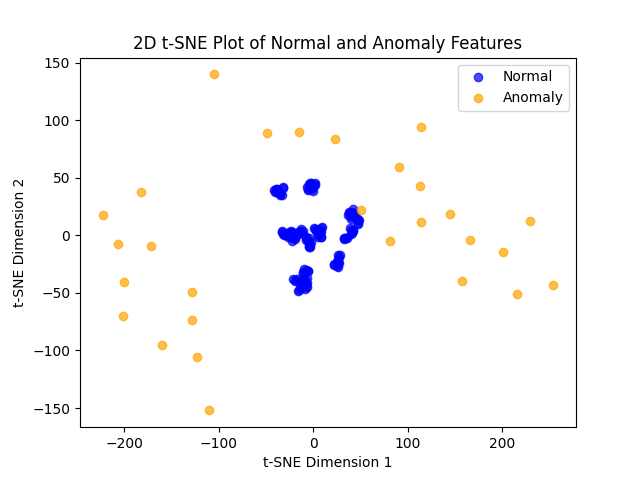 2D t-SNE Plot of Normal and Anomaly Features
Normal
Anomaly
150
100
50
0
−50
−100
−150
t-SNE Dimension 2
−200
−100
0
100
200
t-SNE Dimension 1